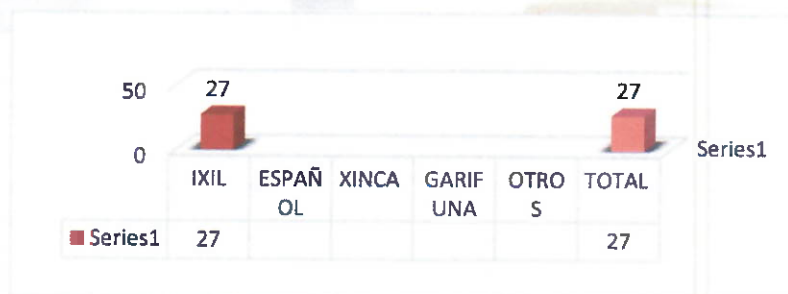 50
27
27
0
Series1
IXIL
ESPAÑ
OL
XINCA
GARIF
UNA
OTRO
S
TOTAL
Series1
27
27